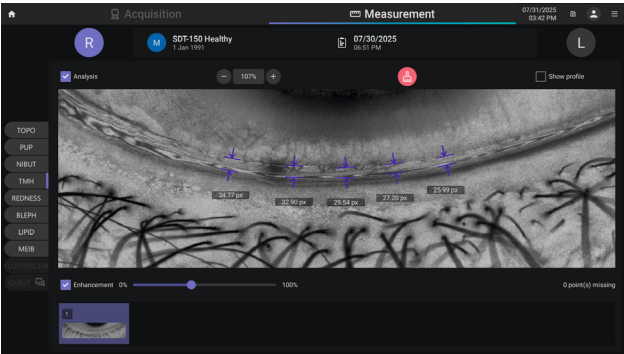 Acquisition
Measurement
07/31/2025
03:42 PM
R
M
SDT-150 Healthy
1 Jan 1991
07/30/2025
06:51 PM
L
Analysis
107%
Show profile
TOPO
PUP
NIBUT
TMH
REDNESS
BLEPH
LIPID
MEIB
QUEST
34.77 px
32.90 px
29.54 px
27.20 px
25.99 px
Enhancement 0%
100%
0 point(s) missing
1